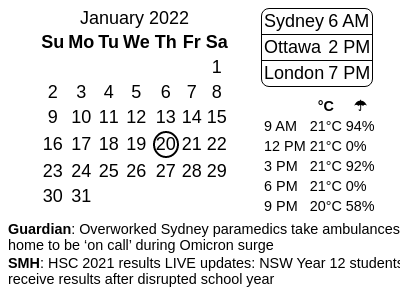 January 2022
Su Mo Tu We Th Fr Sa
1
2 3 4 5 6 7 8
9 10 11 12 13 14 15
16 17 18 19 20 21 22
23 24 25 26 27 28 29
30 31
Sydney 6 AM
Ottawa 2 PM
London 7 PM
°C ☂
9 AM 21°C 94%
12 PM 21°C 0%
3 PM 21°C 92%
6 PM 21°C 0%
9 PM 20°C 58%
Guardian: Overworked Sydney paramedics take ambulances
home to be ‘on call’ during Omicron surge
SMH: HSC 2021 results LIVE updates: NSW Year 12 students
receive results after disrupted school year